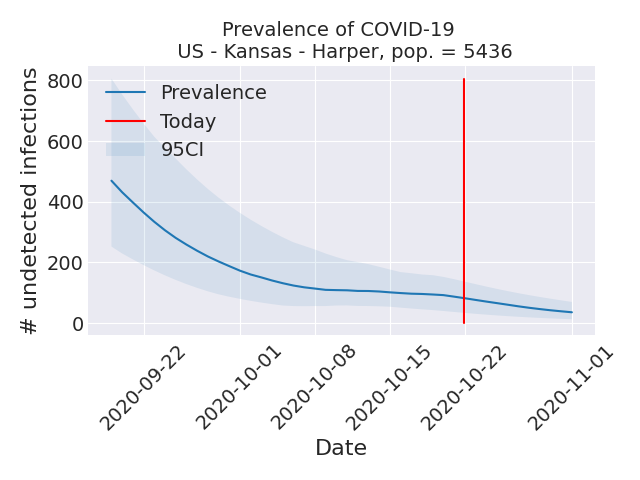 Prevalence of COVID-19
US - Kansas - Harper, pop. = 5436
# undetected infections
800
600
400
200
0
Prevalence
Today
95CI
2020-09-22
2020-10-01
2020-10-08
2020-10-15
2020-10-22
2020-11-01
Date